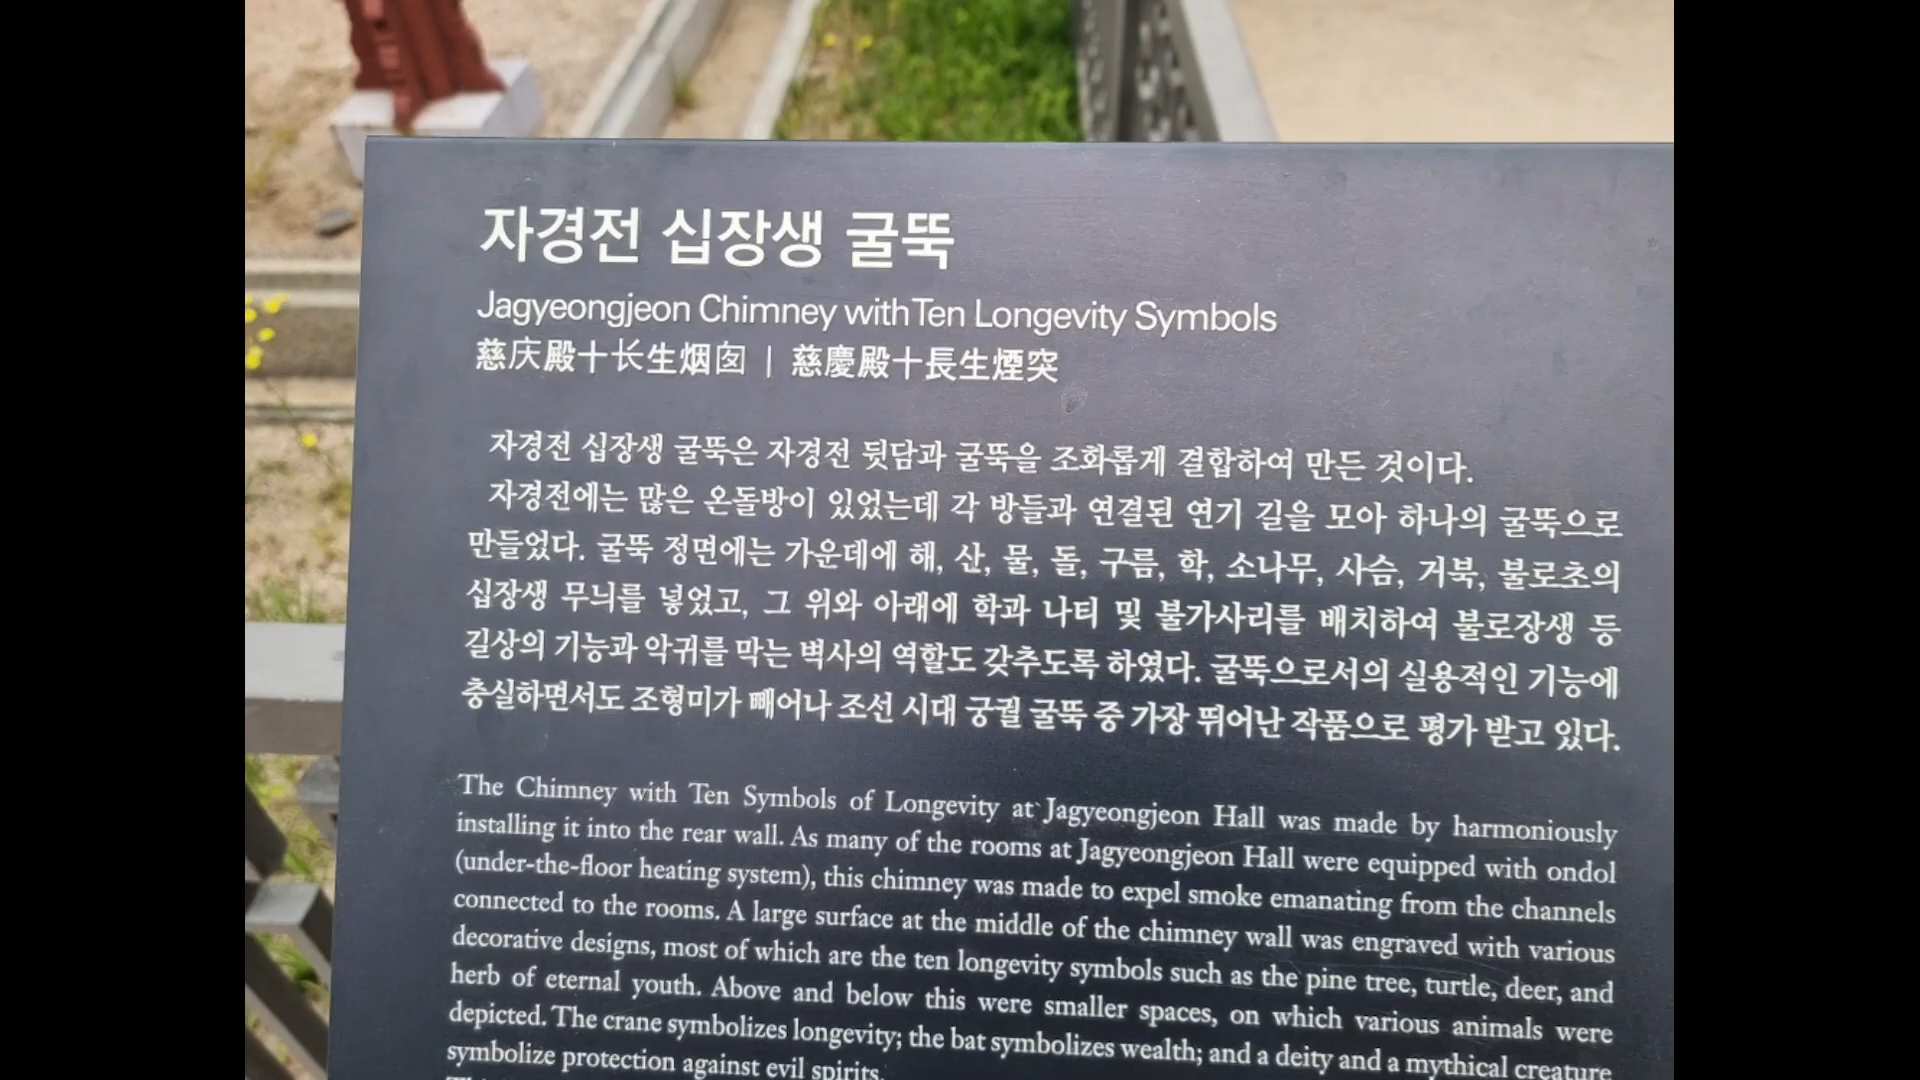 자경전 십장생 굴뚝
Jagyeongjeon Chimney with Ten Longevity Symbols
慈庆殿十长生烟囱 | 慈慶殿十長生煙突
자경전 십장생 굴뚝은 자경전 뒷담과 굴뚝을 조화롭게 결합하여 만든 것이다.
자경전에는 많은 온돌방이 있었는데 각 방들과 연결된 연기 길을 모아 하나의 굴뚝으로
만들었다. 굴뚝 정면에는 가운데에 해, 산, 물, 돌, 구름, 학, 소나무, 사슴, 거북, 불로초의
십장생 무늬를 넣었고, 그 위와 아래에 학과 나티 및 불가사리를 배치하여 불로장생 등
길상의 기능과 악귀를 막는 벽사의 역할도 갖추도록 하였다. 굴뚝으로서의 실용적인 기능에
충실하면서도 조형미가 빼어나 조선 시대 궁궐 굴뚝 중 가장 뛰어난 작품으로 평가 받고 있다.
The Chimney with Ten Symbols of Longevity at Jagyeongjeon Hall was made by harmoniously
installing it into the rear wall. As many of the rooms at Jagyeongjeon Hall were equipped with ondol
(under-the-floor heating system), this chimney was made to expel smoke emanating from the channels
connected to the rooms. A large surface at the middle of the chimney wall was engraved with various
decorative designs, most of which are the ten longevity symbols such as the pine tree, turtle, deer, and
herb of eternal youth. Above and below this were smaller spaces, on which various animals were
depicted. The crane symbolizes longevity; the bat symbolizes wealth; and a deity and a mythical creature
symbolize protection against evil spirits.